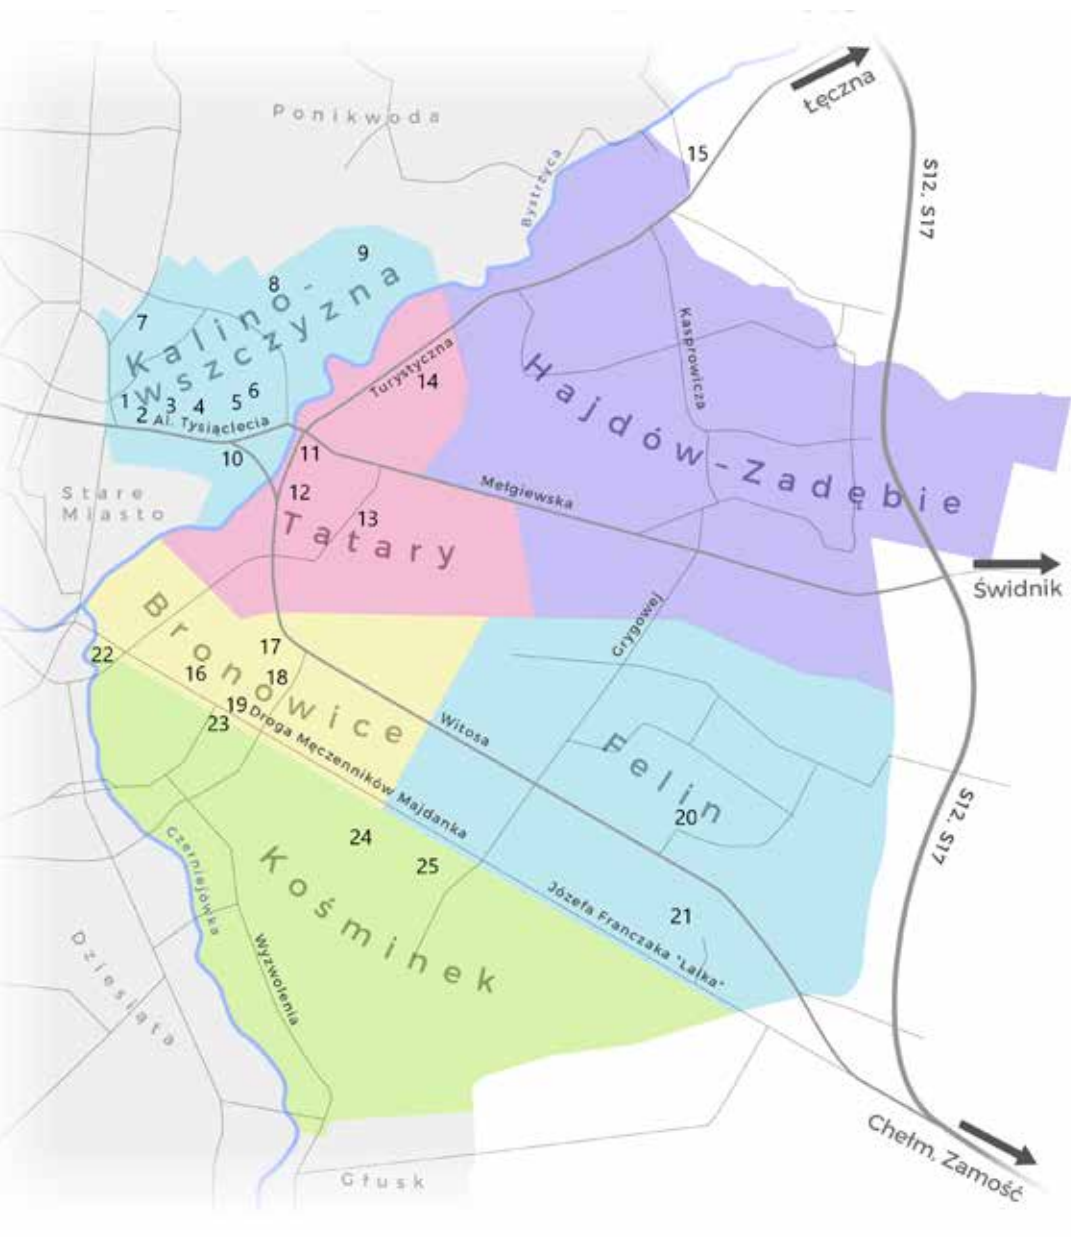 Łęczna
Ponikwoda
S12, S17
Bystrzyca
15
9
8
Kalino-
wszczyzna
7
Kasprowicza
Turystyczna
14
Hajdów-Zadębie
1
2
3
4
5
6
Al. Tysiąclecia
10
11
12
13
Mełgiewska
Stare
Miasto
Tatary
Świdnik
Bronowice
Grygowej
22
16
17
18
19
23
Droga Męczenników Majdanka
Witosa
Felin
20
24
25
Kośminek
21
Józefa Franczaka "Lalka"
S12, S17
Czerniejówka
Wyzwolenia
Dziesiąta
Głusk
Chełm, Zamość